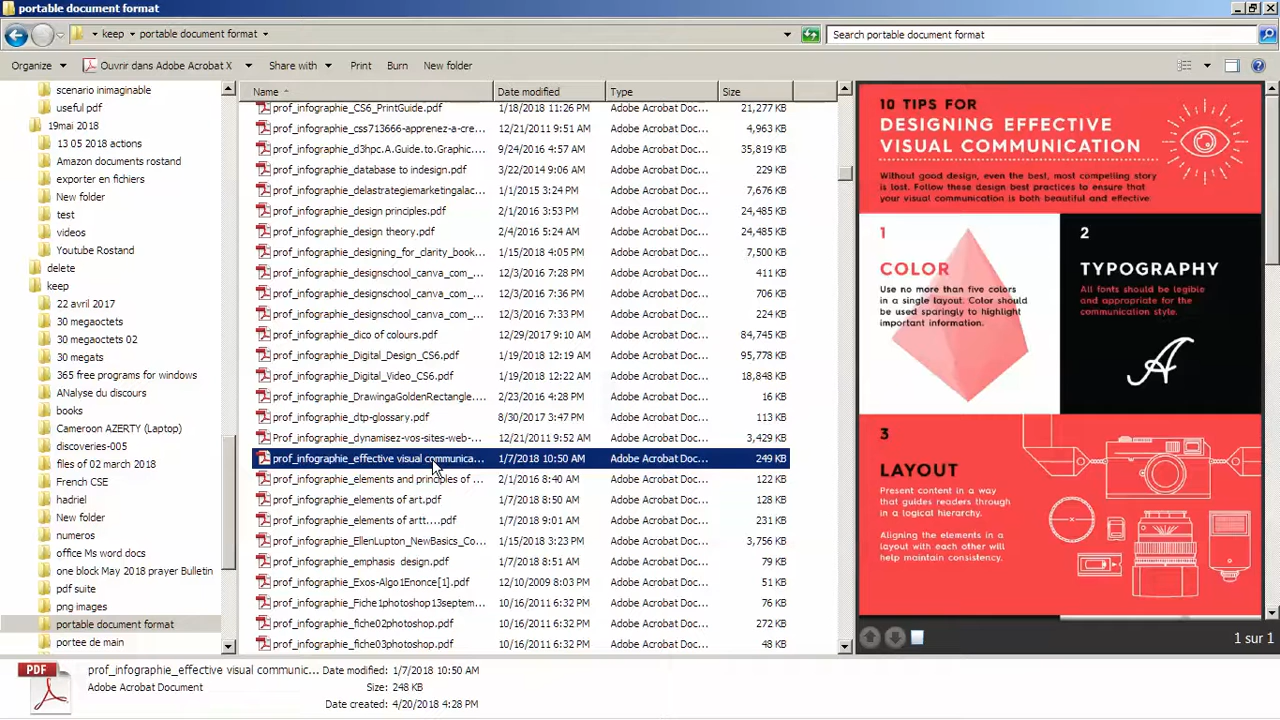 portable document format
keep
portable document format
Search portable document format
Organize
Ouvrir dans Adobe Acrobat X
Share with
Print
Burn
New folder
scenario inimaginable
useful pdf
19mai 2018
13 05 2018 actions
Amazon documents rostand
exporter en fichiers
New folder
test
videos
Youtube Rostand
delete
keep
22 avril 2017
30 megaoctets
30 megaoctets 02
30 megats
365 free programs for windows
ANalyse du discours
books
Cameroon AZERTY (Laptop)
discoveries-005
files of 02 march 2018
French CSE
hadriel
New folder
numeros
office Ms word docs
one block May 2018 prayer Bulletin
pdf suite
png images
portable document format
portee de main
Name Date modified Type Size
prof_infographie_CS6_PrintGuide.pdf 1/18/2018 11:26 PM Adobe Acrobat Doc... 21,277 KB
prof_infographie_css713666-apprenez-a-cre... 12/21/2011 9:51 AM Adobe Acrobat Doc... 4,963 KB
prof_infographie_d3hic.A.Guide.to.Graphic.... 4:57 AM Adobe Acrobat Doc... 35,819 KB
prof_infographie_database to indesign.pdf 3/22/2014 9:06 AM Adobe Acrobat Doc... 229 KB
3:24 PM Adobe Acrobat Doc... 7,676 KB
prof_infographie_design principles.pdf 2/1/2016 3:53 PM Adobe Acrobat Doc... 24,485 KB
prof_infographie_design theory.pdf 2/4/2016 5:24 PM Adobe Acrobat Doc... 24,485 KB
prof_infographie_designing_for_clarity_book... 1/15/2018 4:05 PM Adobe Acrobat Doc... 7,500 KB
prof_infographie_designschool_canva_com_... 12/3/2016 7:28 PM Adobe Acrobat Doc... 411 KB
prof_infographie_designschool_canva_com_... 12/3/2016 7:36 PM Adobe Acrobat Doc... 706 KB
prof_infographie_designschool_canva_com_... 12/3/2016 7:33 PM Adobe Acrobat Doc... 224 KB
prof_infographie_dico of colours.pdf 12/29/2017 9:10 AM Adobe Acrobat Doc... 84,745 KB
prof_infographie_Digital_Design_CS6.pdf 1/19/2018 12:19 AM Adobe Acrobat Doc... 95,778 KB
prof_infographie_Digital_Video_CS6.pdf 1/19/2018 12:22 AM Adobe Acrobat Doc... 18,848 KB
prof_infographie_DrawingaGoldenRectangle.... 2/23/2016 4:28 PM Adobe Acrobat Doc... 16 KB
prof_infographie_dtp-glossary.pdf 8/30/2017 3:47 PM Adobe Acrobat Doc... 113 KB
prof_infographie_dynamisez-vos-sites-web-... 12/21/2011 9:52 AM Adobe Acrobat Doc... 3,429 KB
prof_infographie_effective visual communica... 1/7/2018 10:50 AM Adobe Acrobat Doc... 249 KB
prof_infographie_elements and principles of ... 2/1/2016 8:40 AM Adobe Acrobat Doc... 122 KB
prof_infographie_elements of art.pdf 1/7/2018 8:50 AM Adobe Acrobat Doc... 128 KB
prof_infographie_elements of artt....pdf 1/7/2018 9:01 AM Adobe Acrobat Doc... 231 KB
1/15/2018 3:23 PM Adobe Acrobat Doc... 3,756 KB
prof_infographie_emphasis design.pdf 1/7/2018 8:51 AM Adobe Acrobat Doc... 79 KB
12/10/2009 8:03 AM Adobe Acrobat Doc... 51 KB
prof_infographie_Fiche1photoshop13septem... 10/16/2011 6:32 PM Adobe Acrobat Doc... 76 KB
prof_infographie_fiche02photoshop.pdf 10/16/2011 6:32 PM Adobe Acrobat Doc... 272 KB
prof_infographie_fiche03photoshop.pdf 10/16/2011 6:32 PM Adobe Acrobat Doc... 48 KB
10 TIPS FOR
DESIGNING EFFECTIVE
VISUAL COMMUNICATION
Without good design, even the best, most compelling story
is lost. Follow these design best practices to ensure that
your visual communication is both beautiful and effective.
1
COLOR
Use no more than five colors
in a single layout. Color should
be used sparingly to highlight
important information.
2
TYPOGRAPHY
All fonts should be legible
and appropriate for the
communication style.
A
3
LAYOUT
Present content in a way
that guides readers through
in a logical hierarchy.
Aligning the elements in a
layout with each other will
help maintain consistency.
1 sur 1
PDF
prof_infographie_effective visual communic... Date modified: 1/7/2018 10:50 AM
Adobe Acrobat Document Size: 248 KB
Date created: 4/20/2018 4:28 PM